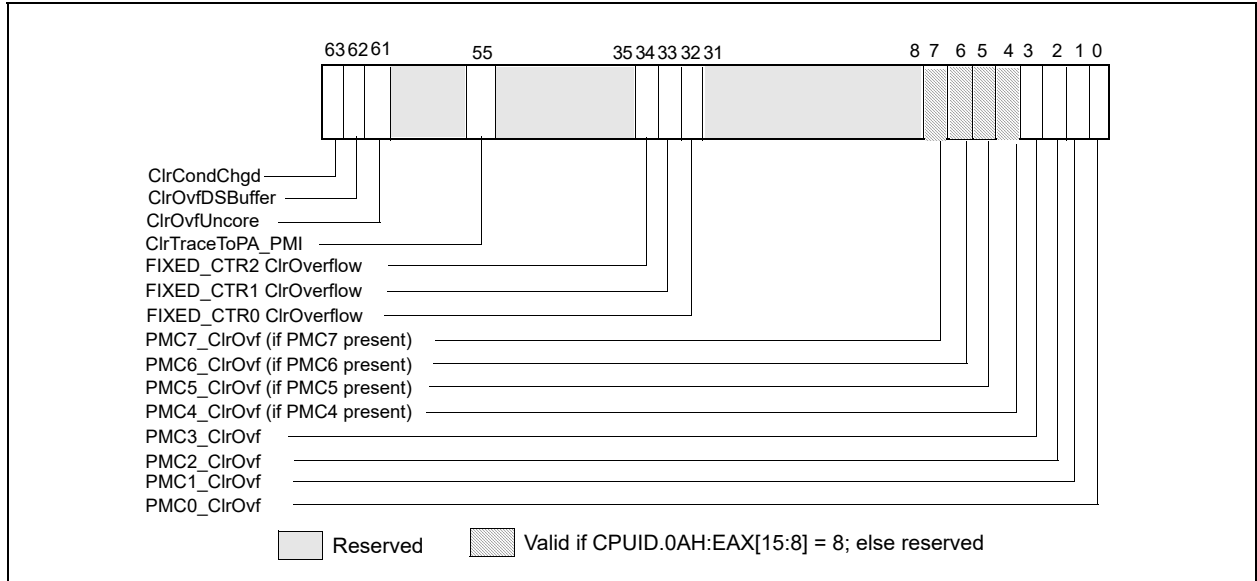 63 62 61 55 35 34 33 32 31 8 7 6 5 4 3 2 1 0
ClrCondChgd
ClrOvfDSBuffer
ClrOvfUncore
ClrTraceToPA_PMI
FIXED_CTR2 ClrOverflow
FIXED_CTR1 ClrOverflow
FIXED_CTR0 ClrOverflow
PMC7_ClrOvf (if PMC7 present)
PMC6_ClrOvf (if PMC6 present)
PMC5_ClrOvf (if PMC5 present)
PMC4_ClrOvf (if PMC4 present)
PMC3_ClrOvf
PMC2_ClrOvf
PMC1_ClrOvf
PMC0_ClrOvf
Reserved Valid if CPUID.0AH:EAX[15:8] = 8; else reserved